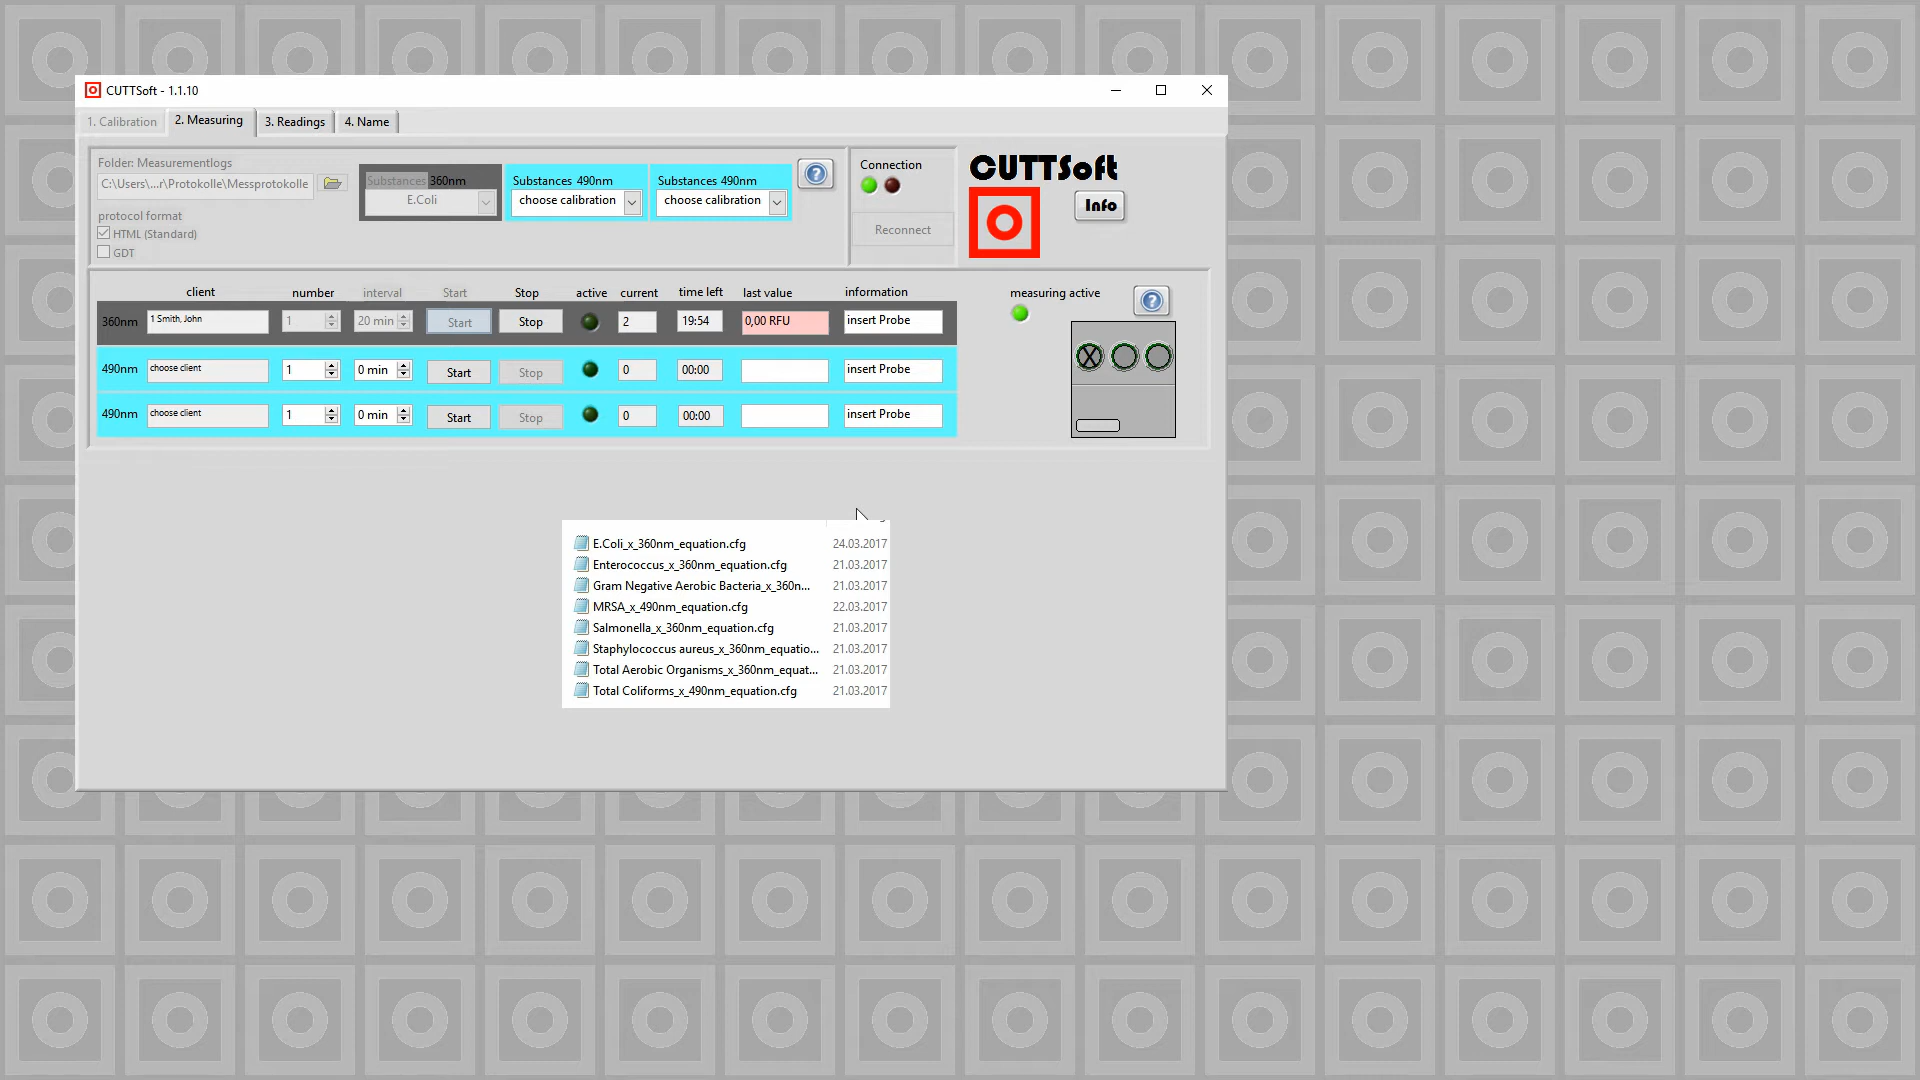 CUTTSoft - 1.1.10
1. Calibration
2. Measuring
3. Readings
4. Name
Folder: Measurementlogs
C:\Users\...r\Protokolle\Messprotokolle
protocol format
HTML (Standard)
GDT
Substances 360nm
E.Coli
Substances 490nm
choose calibration
Substances 490nm
choose calibration
?
Connection
Reconnect
CUTTSoft
Info
client number interval Start Stop active current time left last value information
360nm 1 Smith, John 1 20 min Start Stop 2 19:54 0,00 RFU insert Probe
490nm choose client 1 0 min Start Stop 0 00:00 insert Probe
490nm choose client 1 0 min Start Stop 0 00:00 insert Probe
measuring active
?
X
E.Coli_x_360nm_equation.cfg 24.03.2017
Enterococcus_x_360nm_equation.cfg 21.03.2017
Gram Negative Aerobic Bacteria_x_360n... 21.03.2017
MRSA_x_490nm_equation.cfg 22.03.2017
Salmonella_x_360nm_equation.cfg 21.03.2017
Staphylococcus aureus_x_360nm_equatio... 21.03.2017
Total Aerobic Organisms_x_360nm_equat... 21.03.2017
Total Coliforms_x_490nm_equation.cfg 21.03.2017